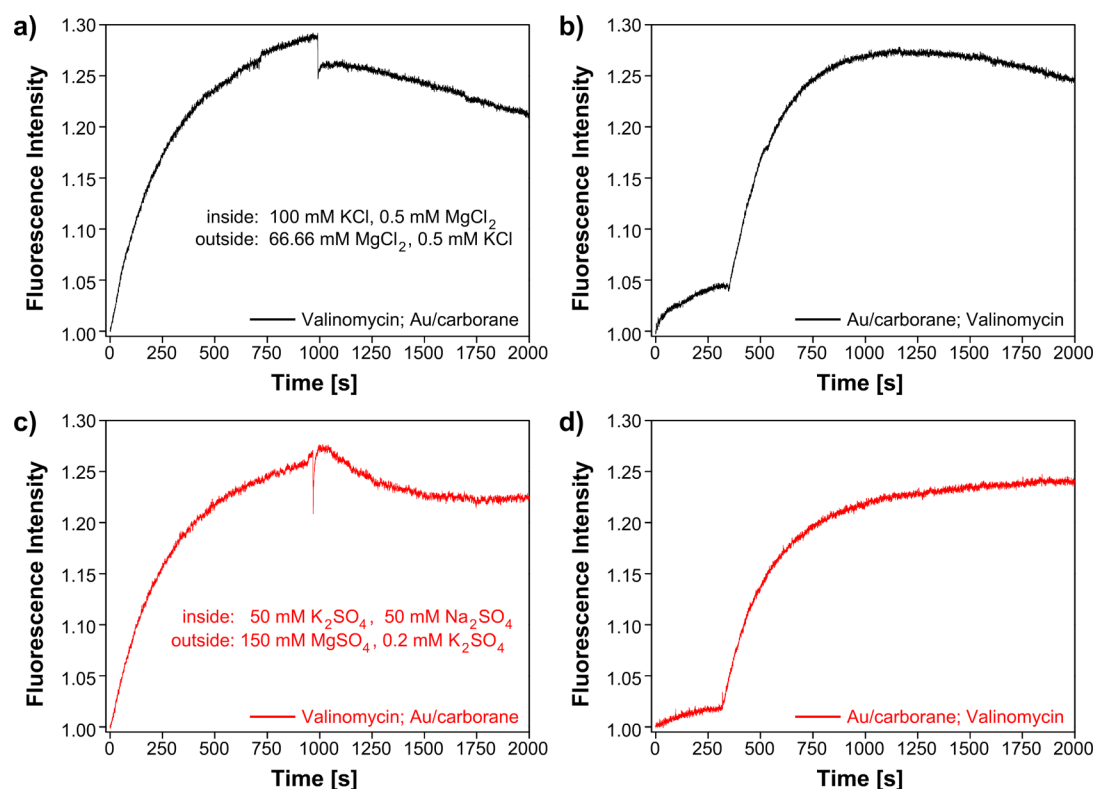 a)
Fluorescence Intensity
1.30
1.25
1.20
1.15
1.10
1.05
1.00
inside: 100 mM KCl, 0.5 mM MgCl₂
outside: 66.66 mM MgCl₂, 0.5 mM KCl
Valinomycin; Au/carborane
0 250 500 750 1000 1250 1500 1750 2000
Time [s]
b)
Fluorescence Intensity
1.30
1.25
1.20
1.15
1.10
1.05
1.00
Au/carborane; Valinomycin
0 250 500 750 1000 1250 1500 1750 2000
Time [s]
c)
Fluorescence Intensity
1.30
1.25
1.20
1.15
1.10
1.05
1.00
inside: 50 mM K₂SO₄, 50 mM Na₂SO₄
outside: 150 mM MgSO₄, 0.2 mM K₂SO₄
Valinomycin; Au/carborane
0 250 500 750 1000 1250 1500 1750 2000
Time [s]
d)
Fluorescence Intensity
1.30
1.25
1.20
1.15
1.10
1.05
1.00
Au/carborane; Valinomycin
0 250 500 750 1000 1250 1500 1750 2000
Time [s]